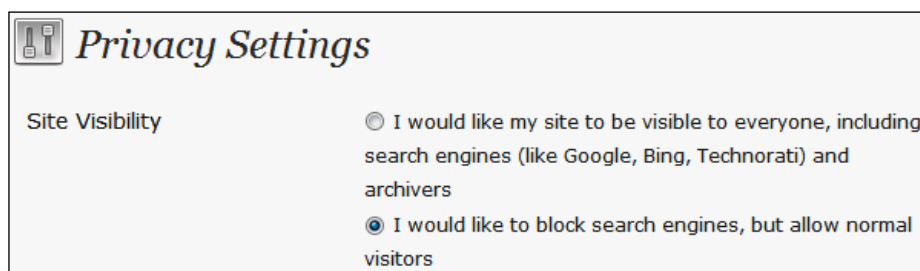 Privacy Settings
Site Visibility
I would like my site to be visible to everyone, including
search engines (like Google, Bing, Technorati) and
archivers
I would like to block search engines, but allow normal
visitors